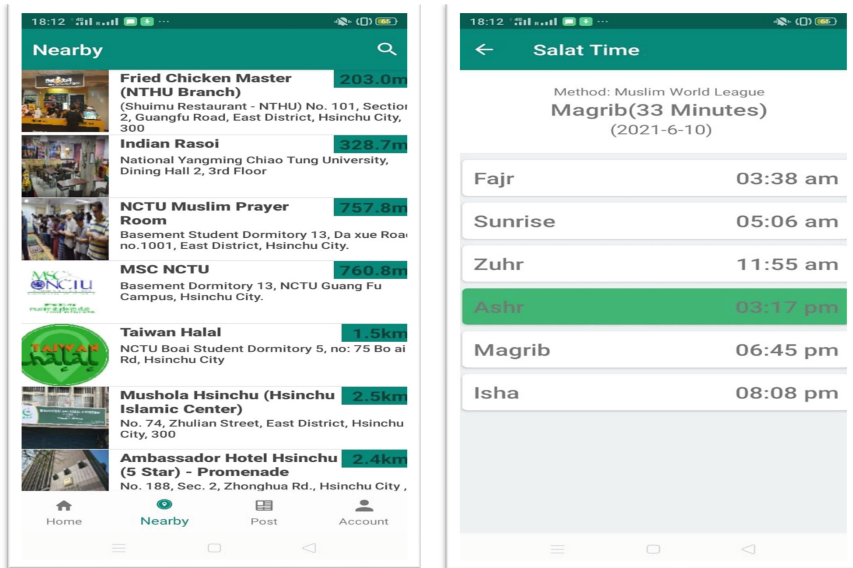 18:12
65
Nearby
Fried Chicken Master
203.0m
(NTHU Branch)
(Shuimu Restaurant - NTHU) No. 101, Section
2, Guangfu Road, East District, Hsinchu City,
300
Indian Rasoi
328.7m
National Yangming Chiao Tung University,
Dining Hall 2, 3rd Floor
NCTU Muslim Prayer
757.8m
Room
Basement Student Dormitory 13, Da xue Roa
no.1001, East District, Hsinchu City.
MSC NCTU
760.8m
Basement Dormitory 13, NCTU Guang Fu
Campus, Hsinchu City.
MSC
@NCTU
Taiwan Halal
1.5km
NCTU Boai Student Dormitory 5, no: 75 Bo ai
Rd, Hsinchu City
TAIWAN
halal
Mushola Hsinchu (Hsinchu
2.5km
Islamic Center)
No. 74, Zhulian Street, East District, Hsinchu
City, 300
Ambassador Hotel Hsinchu
2.4km
(5 Star) - Promenade
No. 188, Sec. 2, Zhonghua Rd., Hsinchu City ,
Home
Nearby
Post
Account
18:12
65
Salat Time
Method: Muslim World League
Magrib(33 Minutes)
(2021-6-10)
Fajr 03:38 am
Sunrise 05:06 am
Zuhr 11:55 am
Ashr 03:17 pm
Magrib 06:45 pm
Isha 08:08 pm